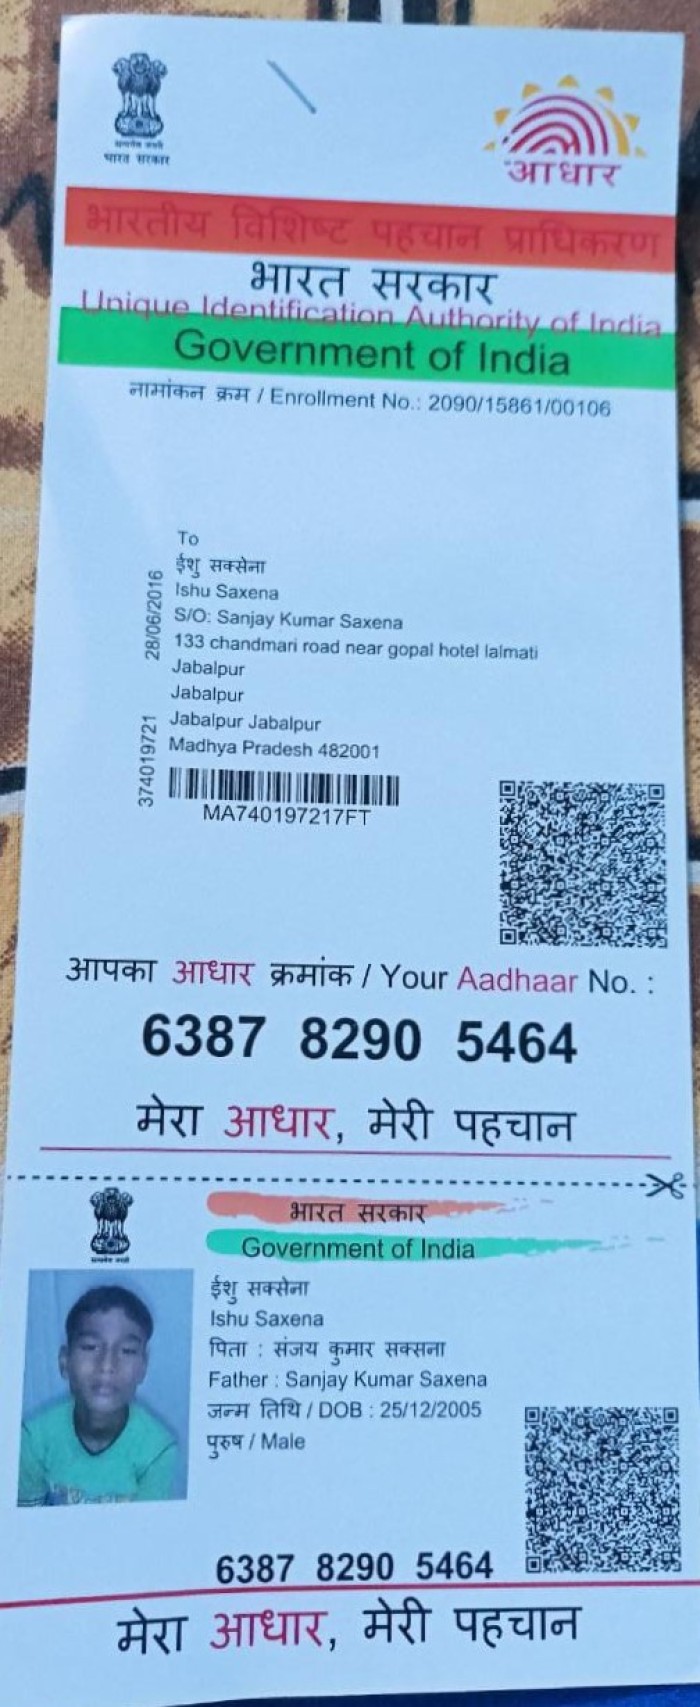 सत्यमेव जयते
भारत सरकार
आधार
भारतीय विशिष्ट पहचान प्राधिकरण
भारत सरकार
Unique Identification Authority of India
Government of India
नामांकन क्रम / Enrollment No.: 2090/15861/00106
To
ईशु सक्सेना
Ishu Saxena
S/O: Sanjay Kumar Saxena
133 chandmari road near gopal hotel lalmati
Jabalpur
Jabalpur
Jabalpur Jabalpur
Madhya Pradesh 482001
28/06/2016
374019721
MA740197217FT
आपका आधार क्रमांक / Your Aadhaar No. :
6387 8290 5464
मेरा आधार, मेरी पहचान
भारत सरकार
Government of India
ईशु सक्सेना
Ishu Saxena
पिता : संजय कुमार सक्सना
Father : Sanjay Kumar Saxena
जन्म तिथि / DOB : 25/12/2005
पुरुष / Male
6387 8290 5464
मेरा आधार, मेरी पहचान